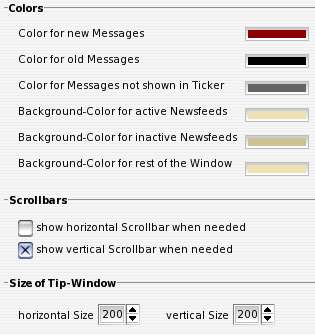 Colors
Color for new Messages
Color for old Messages
Color for Messages not shown in Ticker
Background-Color for active Newsfeeds
Background-Color for inactive Newsfeeds
Background-Color for rest of the Window
Scrollbars
show horizontal Scrollbar when needed
show vertical Scrollbar when needed
Size of Tip-Window
horizontal Size 200 vertical Size 200